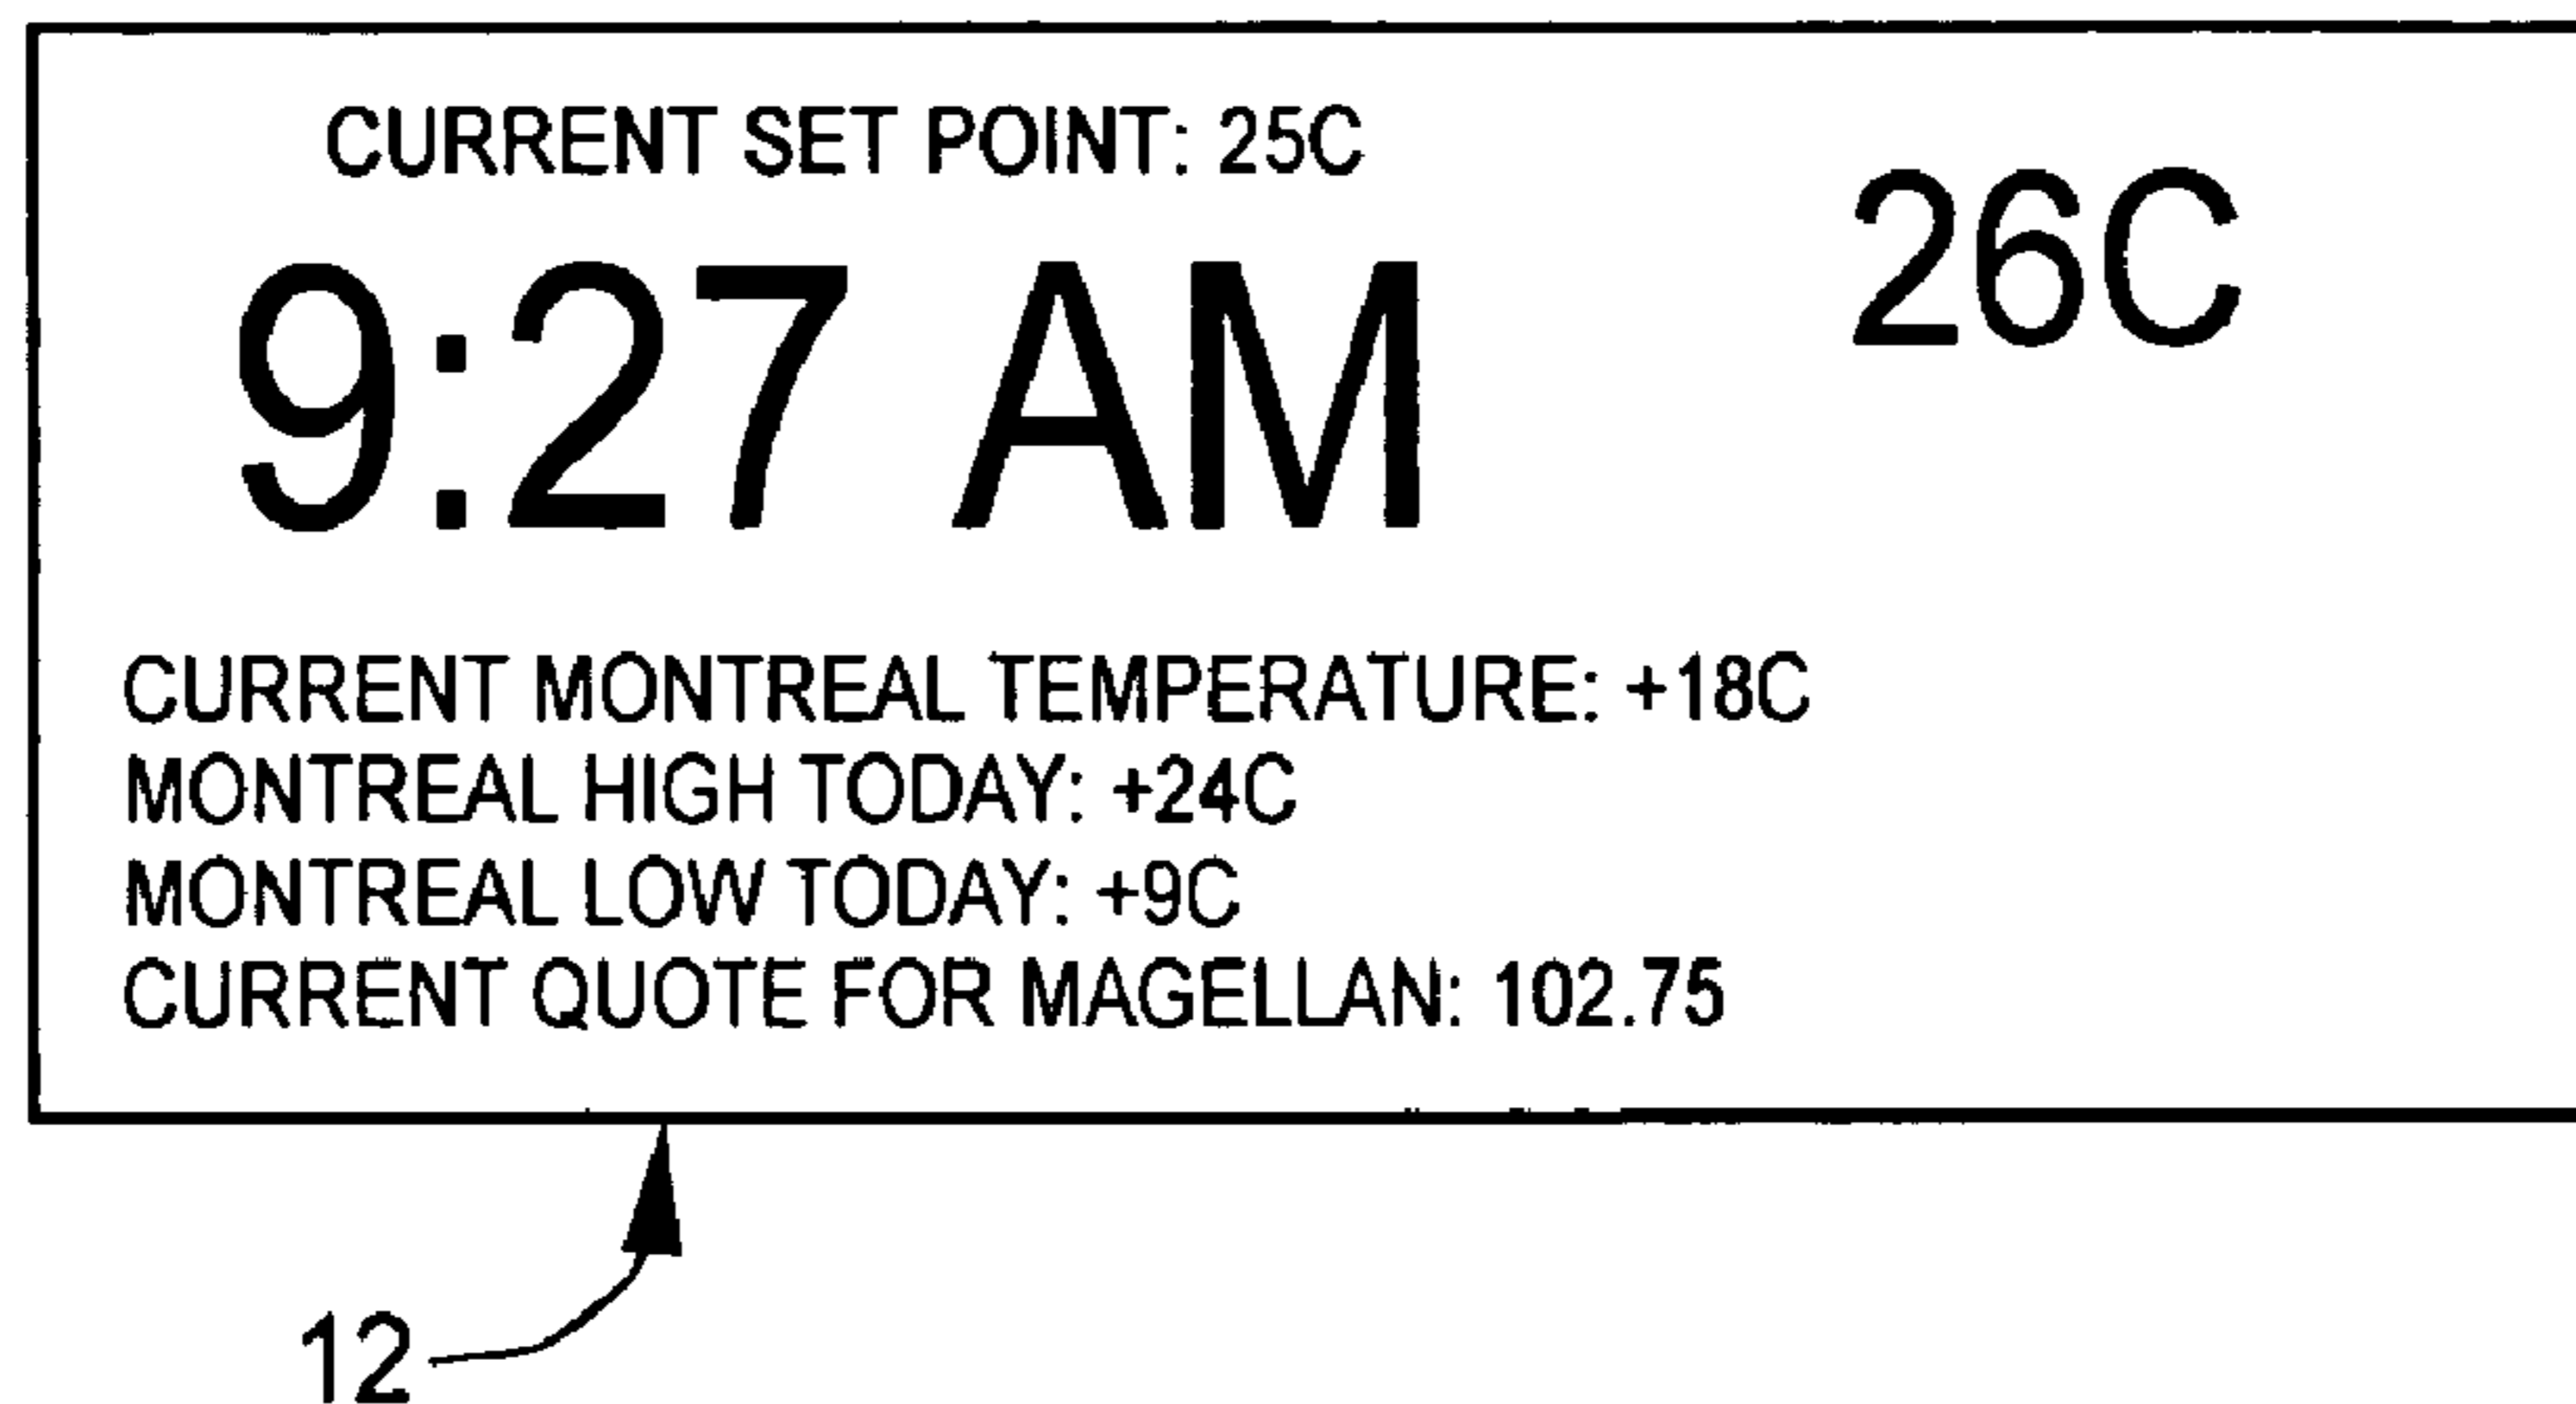 CURRENT SET POINT: 25C
26C
9:27 AM
CURRENT MONTREAL TEMPERATURE: +18C
MONTREAL HIGH TODAY: +24C
MONTREAL LOW TODAY: +9C
CURRENT QUOTE FOR MAGELLAN: 102.75
12